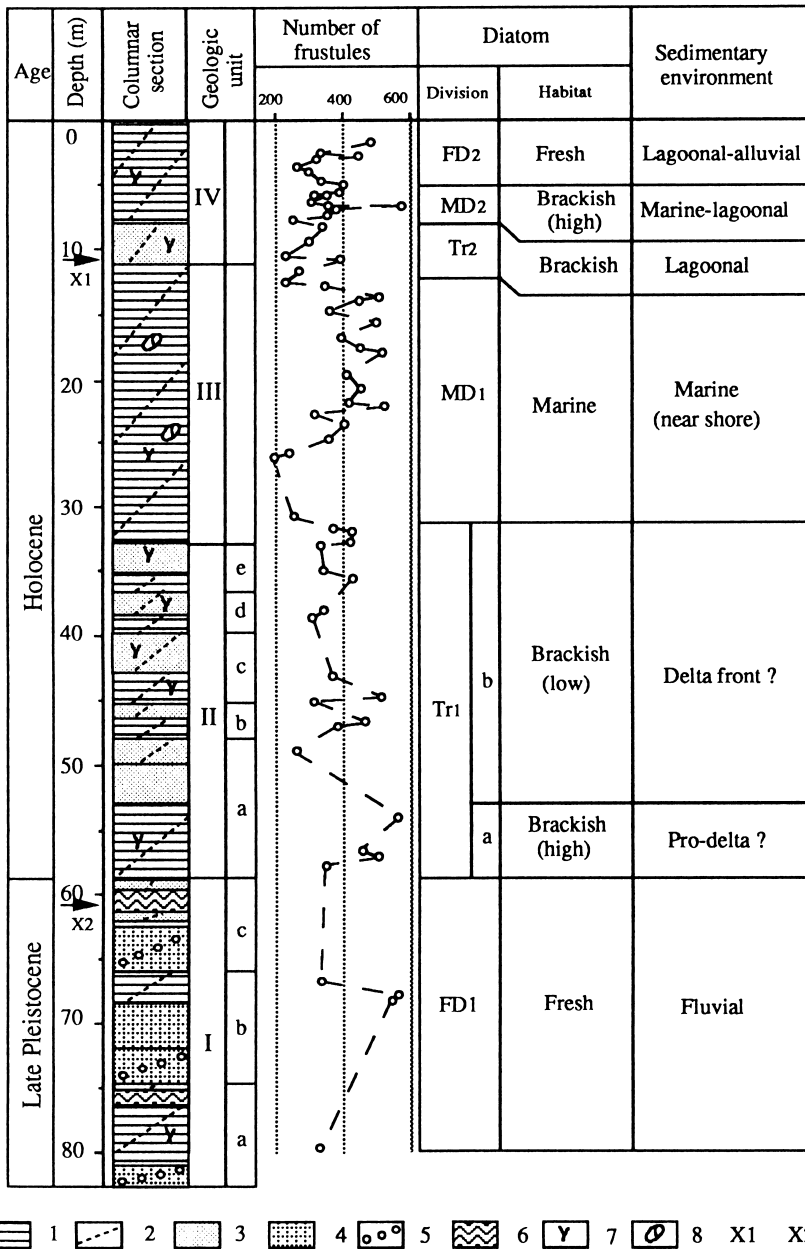 Age
Depth (m)
Columnar section
Geologic unit
Number of frustules
200 400 600
Diatom
Division
Habitat
Sedimentary environment
0
10
X1
20
30
40
50
60
X2
70
80
Holocene
Late Pleistocene
IV
III
II
I
e
d
c
b
a
c
b
a
FD2 Fresh Lagoonal-alluvial
MD2 Brackish (high) Marine-lagoonal
Tr2 Brackish Lagoonal
MD1 Marine Marine (near shore)
Tr1
b Brackish (low) Delta front ?
a Brackish (high) Pro-delta ?
FD1 Fresh Fluvial
1 2 3 4 5 6 7 8 X1